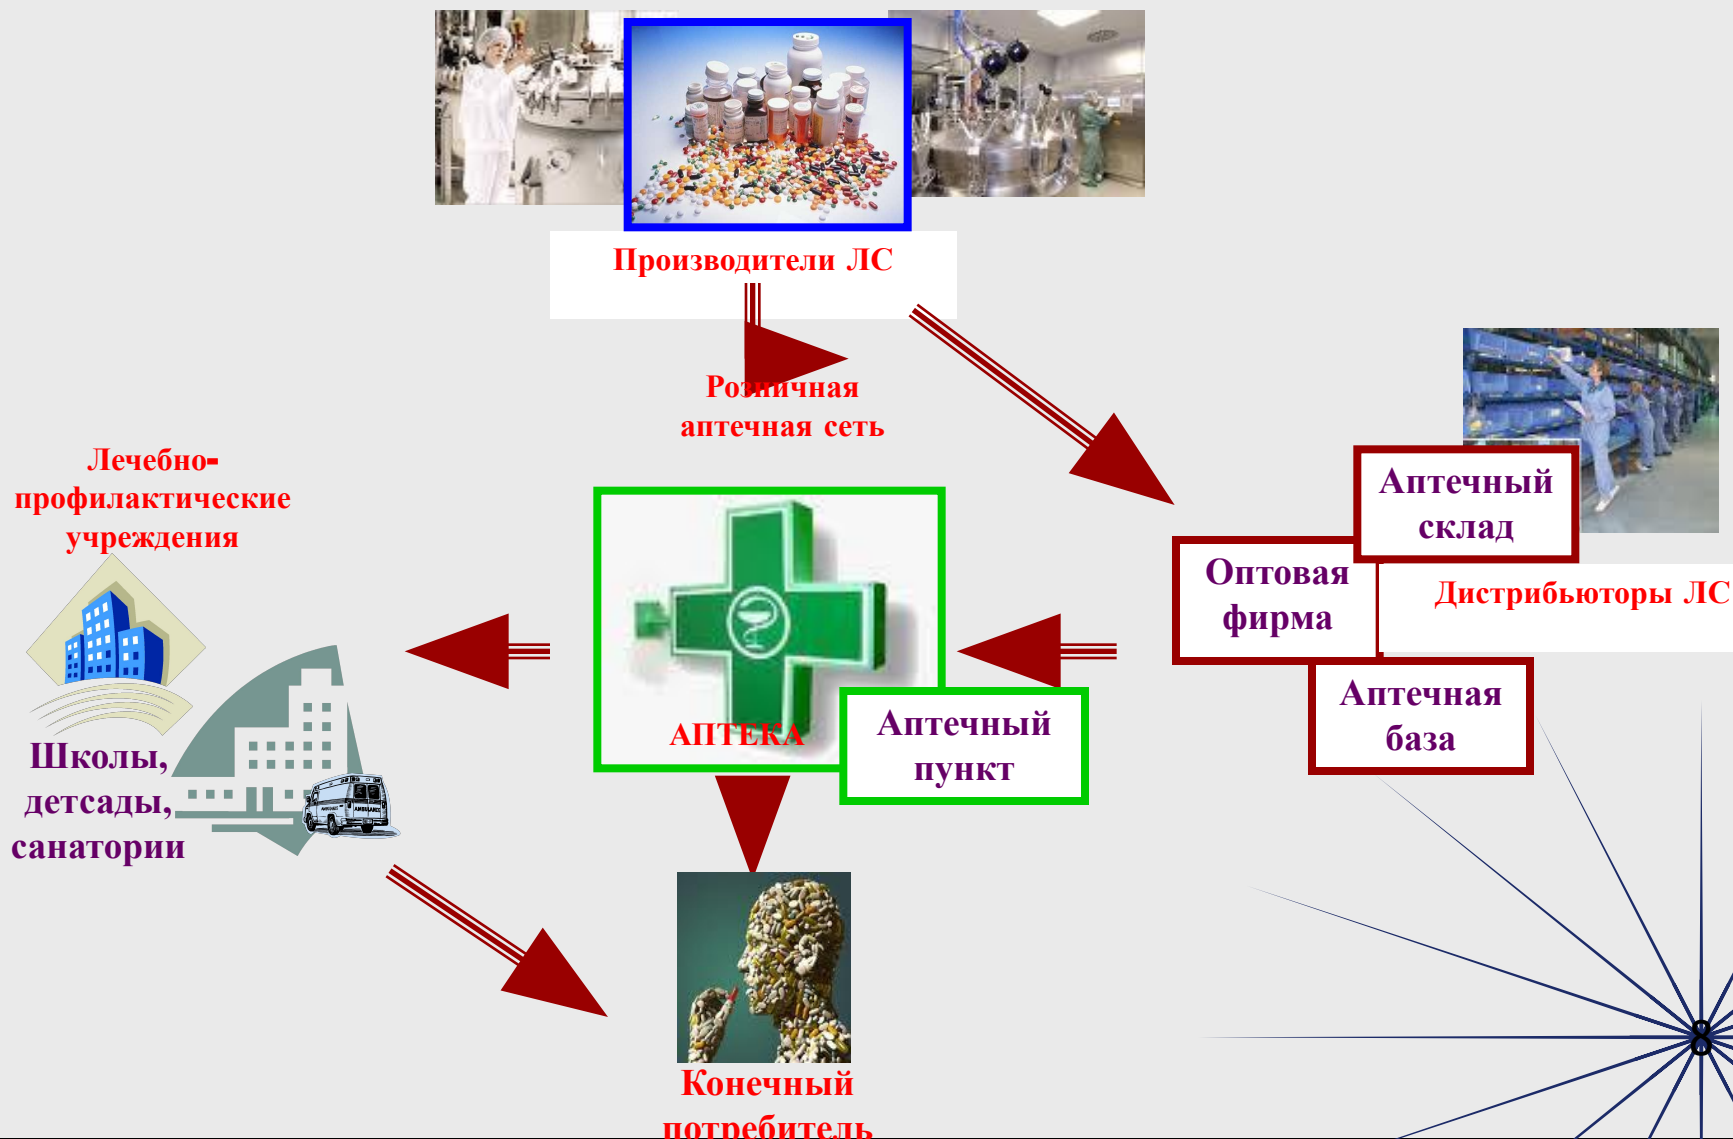 Производители ЛС
Розничная
аптечная сеть
Лечебно-
профилактические
учреждения
Аптечный
склад
Оптовая
фирма
Дистрибьюторы ЛС
Аптечная
база
АПТЕКА
Аптечный
пункт
Школы,
детсады,
санатории
Конечный
потребитель
8